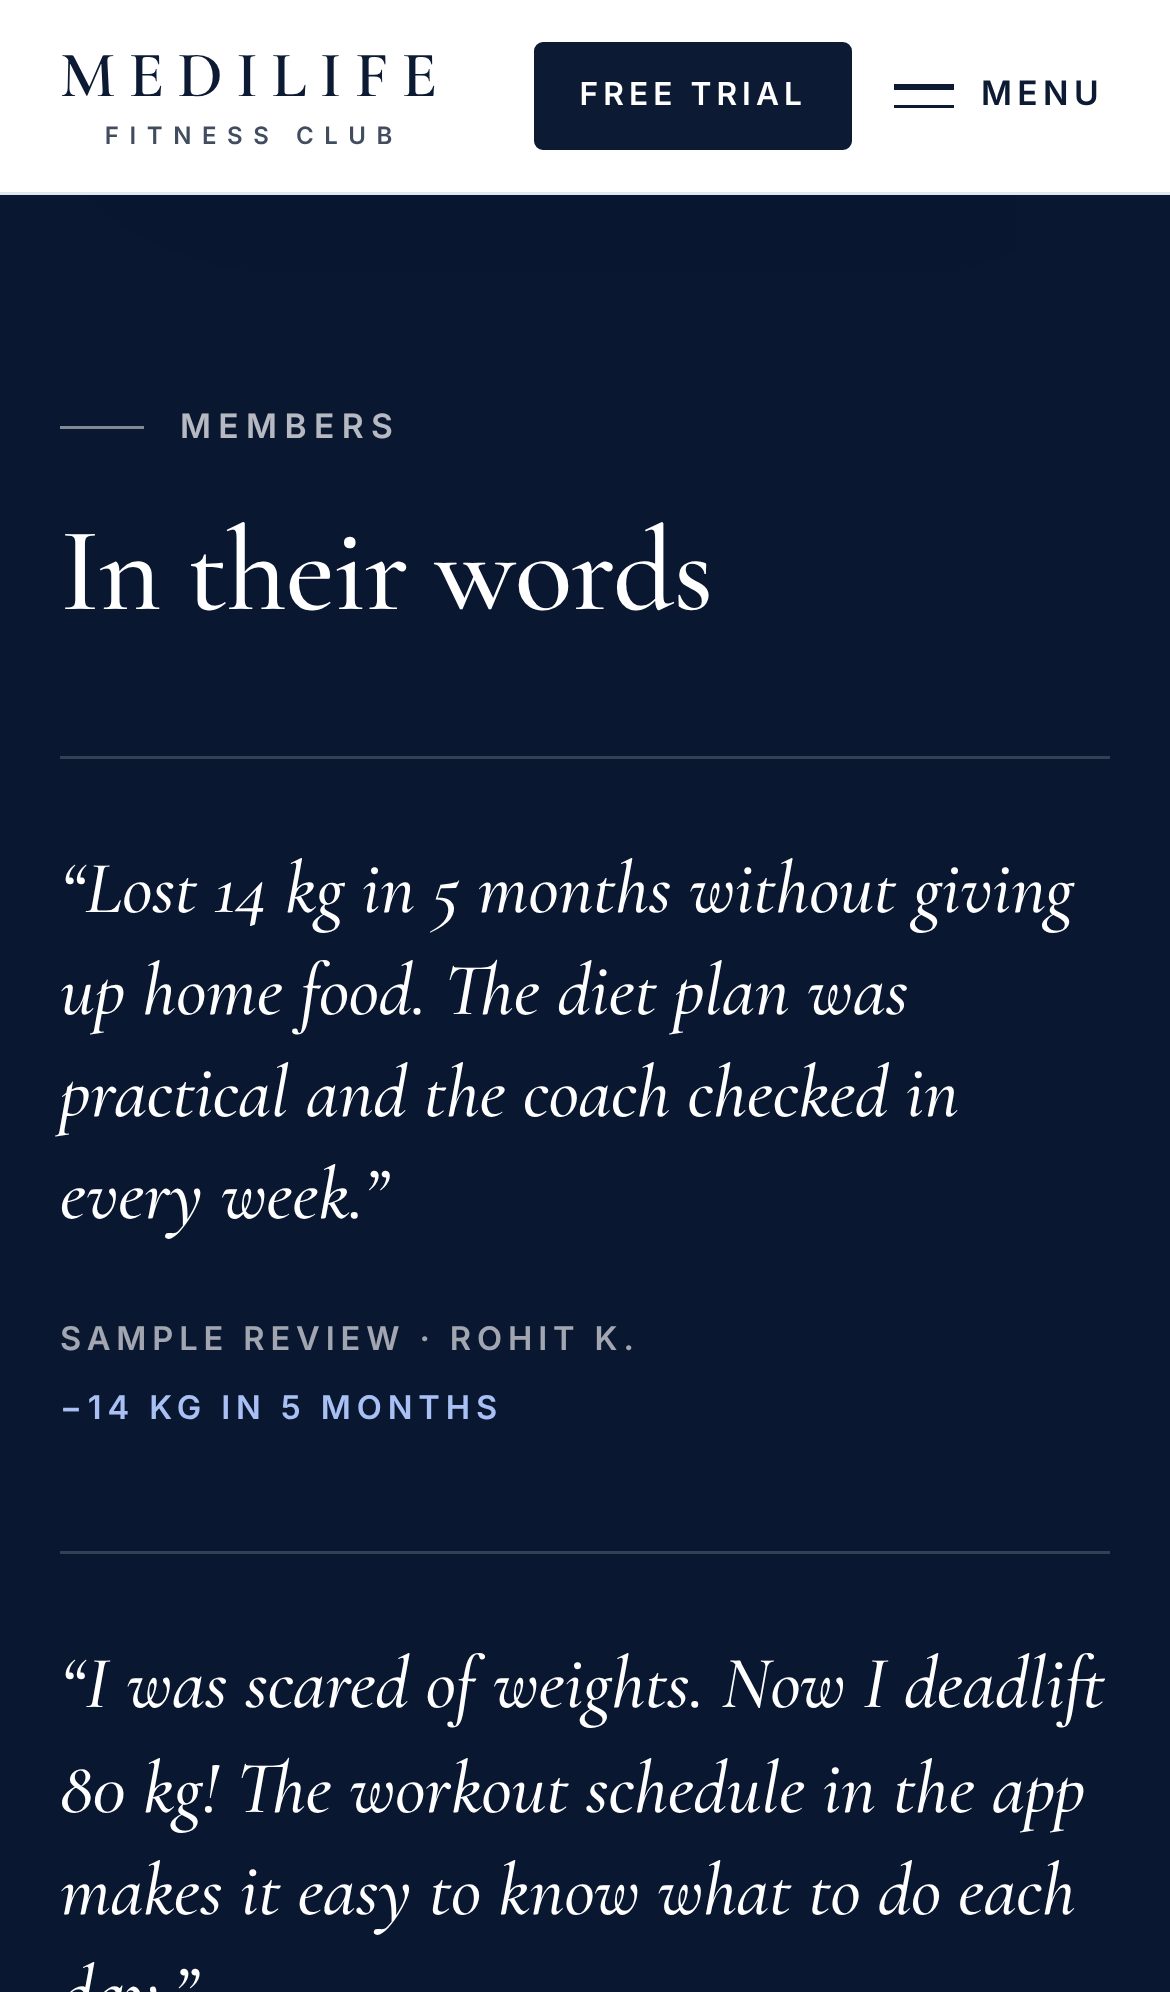 MEDILIFE
FITNESS CLUB
FREE TRIAL
MENU
MEMBERS
In their words
“Lost 14 kg in 5 months without giving
up home food. The diet plan was
practical and the coach checked in
every week.”
SAMPLE REVIEW · ROHIT K.
−14 KG IN 5 MONTHS
“I was scared of weights. Now I deadlift
80 kg! The workout schedule in the app
makes it easy to know what to do each
day.”